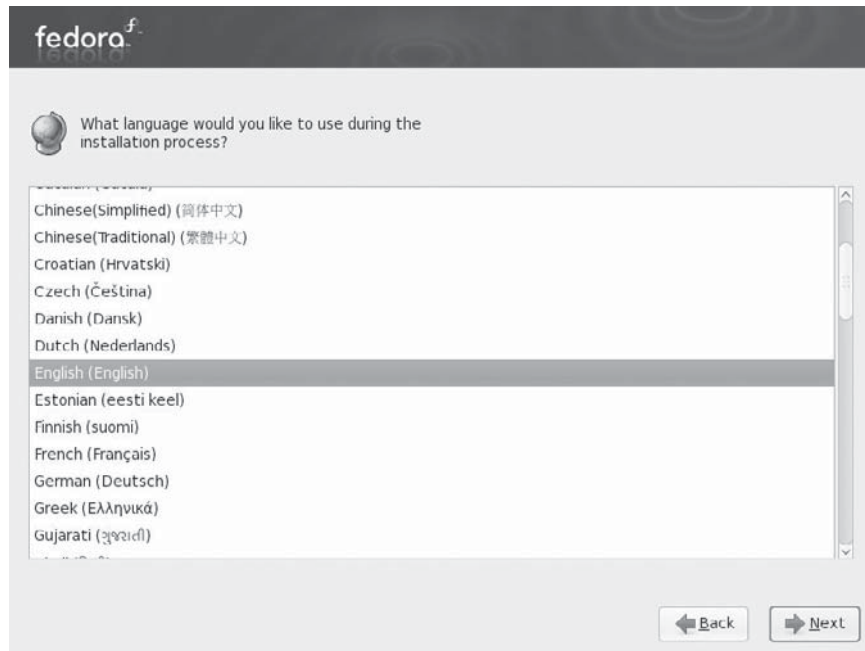 fedora
What language would you like to use during the
installation process?
Chinese(Simplified) (简体中文)
Chinese(Traditional) (繁體中文)
Croatian (Hrvatski)
Czech (Čeština)
Danish (Dansk)
Dutch (Nederlands)
English (English)
Estonian (eesti keel)
Finnish (suomi)
French (Français)
German (Deutsch)
Greek (Ελληνικά)
Gujarati (ગુજરાતી)
Back
Next